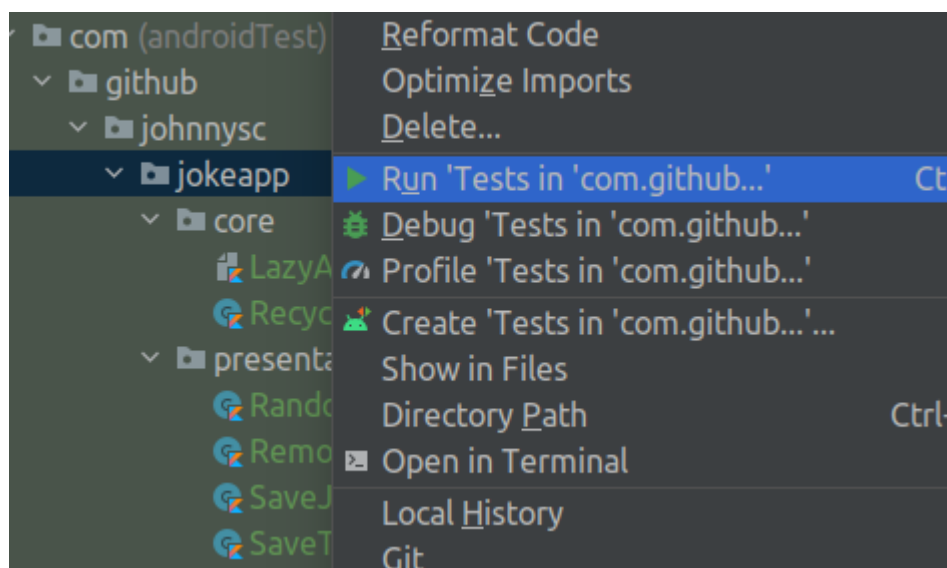 com (androidTest)
github
johnnysc
jokeapp
core
LazyA
Recyc
presenta
Rando
Remo
SaveJ
SaveT
Reformat Code
Optimize Imports
Delete...
Run 'Tests in 'com.github...' Ct
Debug 'Tests in 'com.github...'
Profile 'Tests in 'com.github...'
Create 'Tests in 'com.github...'...
Show in Files
Directory Path Ctrl-
Open in Terminal
Local History
Git